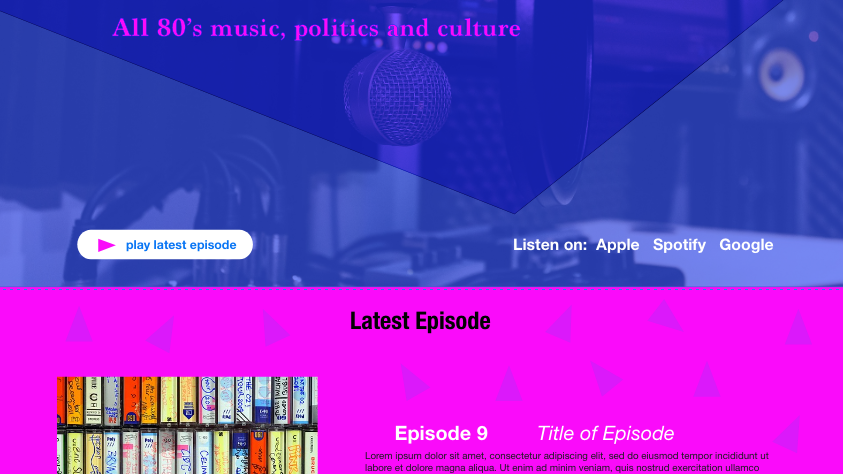 All 80's music, politics and culture
play latest episode
Listen on: Apple Spotify Google
Latest Episode
Episode 9 Title of Episode
Lorem ipsum dolor sit amet, consectetur adipiscing elit, sed do eiusmod tempor incididunt ut
labore et dolore magna aliqua. Ut enim ad minim veniam, quis nostrud exercitation ullamco